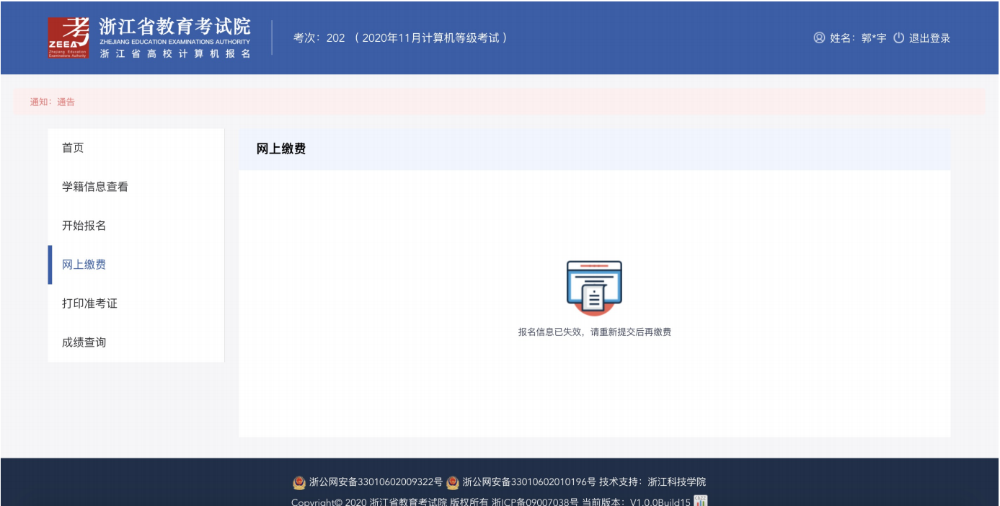 浙江省教育考试院
ZHEJIANG EDUCATION EXAMINATIONS AUTHORITY
浙江省高校计算机报名
ZEEA
Zhejiang Education
Examinations Authority
考次：202 （ 2020年11月计算机等级考试 ）
姓名：郭*宇 退出登录
通知：通告
首页
学籍信息查看
开始报名
网上缴费
打印准考证
成绩查询
网上缴费
报名信息已失效，请重新提交后再缴费
浙公网安备33010602009322号 浙公网安备33010602010196号 技术支持：浙江科技学院
Copyright© 2020 浙江省教育考试院 版权所有 浙ICP备09007038号 当前版本：V1.0.0Build15